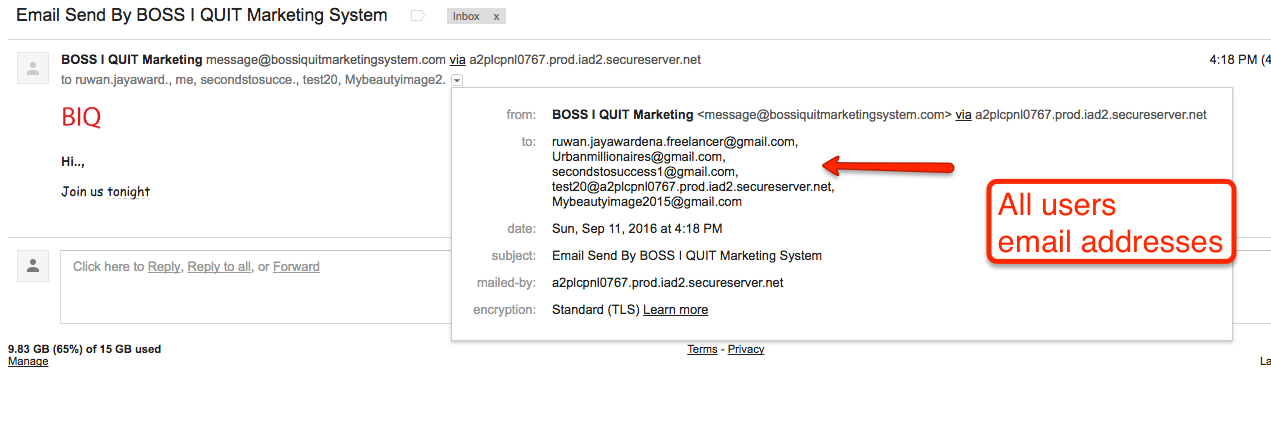 Email Send By BOSS I QUIT Marketing System
Inbox x
BOSS I QUIT Marketing message@bossiquitmarketingsystem.com via a2plcpnl0767.prod.iad2.secureserver.net
4:18 PM (4
to ruwan.jayaward., me, secondstosucce., test20, Mybeautyimage2.
BIQ
Hi..,
Join us tonight
from: BOSS I QUIT Marketing <message@bossiquitmarketingsystem.com> via a2plcpnl0767.prod.iad2.secureserver.net
to: ruwan.jayawardena.freelancer@gmail.com,
Urbanmillionaires@gmail.com,
secondstosuccess1@gmail.com,
test20@a2plcpnl0767.prod.iad2.secureserver.net,
Mybeautyimage2015@gmail.com
date: Sun, Sep 11, 2016 at 4:18 PM
subject: Email Send By BOSS I QUIT Marketing System
mailed-by: a2plcpnl0767.prod.iad2.secureserver.net
encryption: Standard (TLS) Learn more
All users
email addresses
Click here to Reply, Reply to all, or Forward
9.83 GB (65%) of 15 GB used
Manage
Terms - Privacy
La